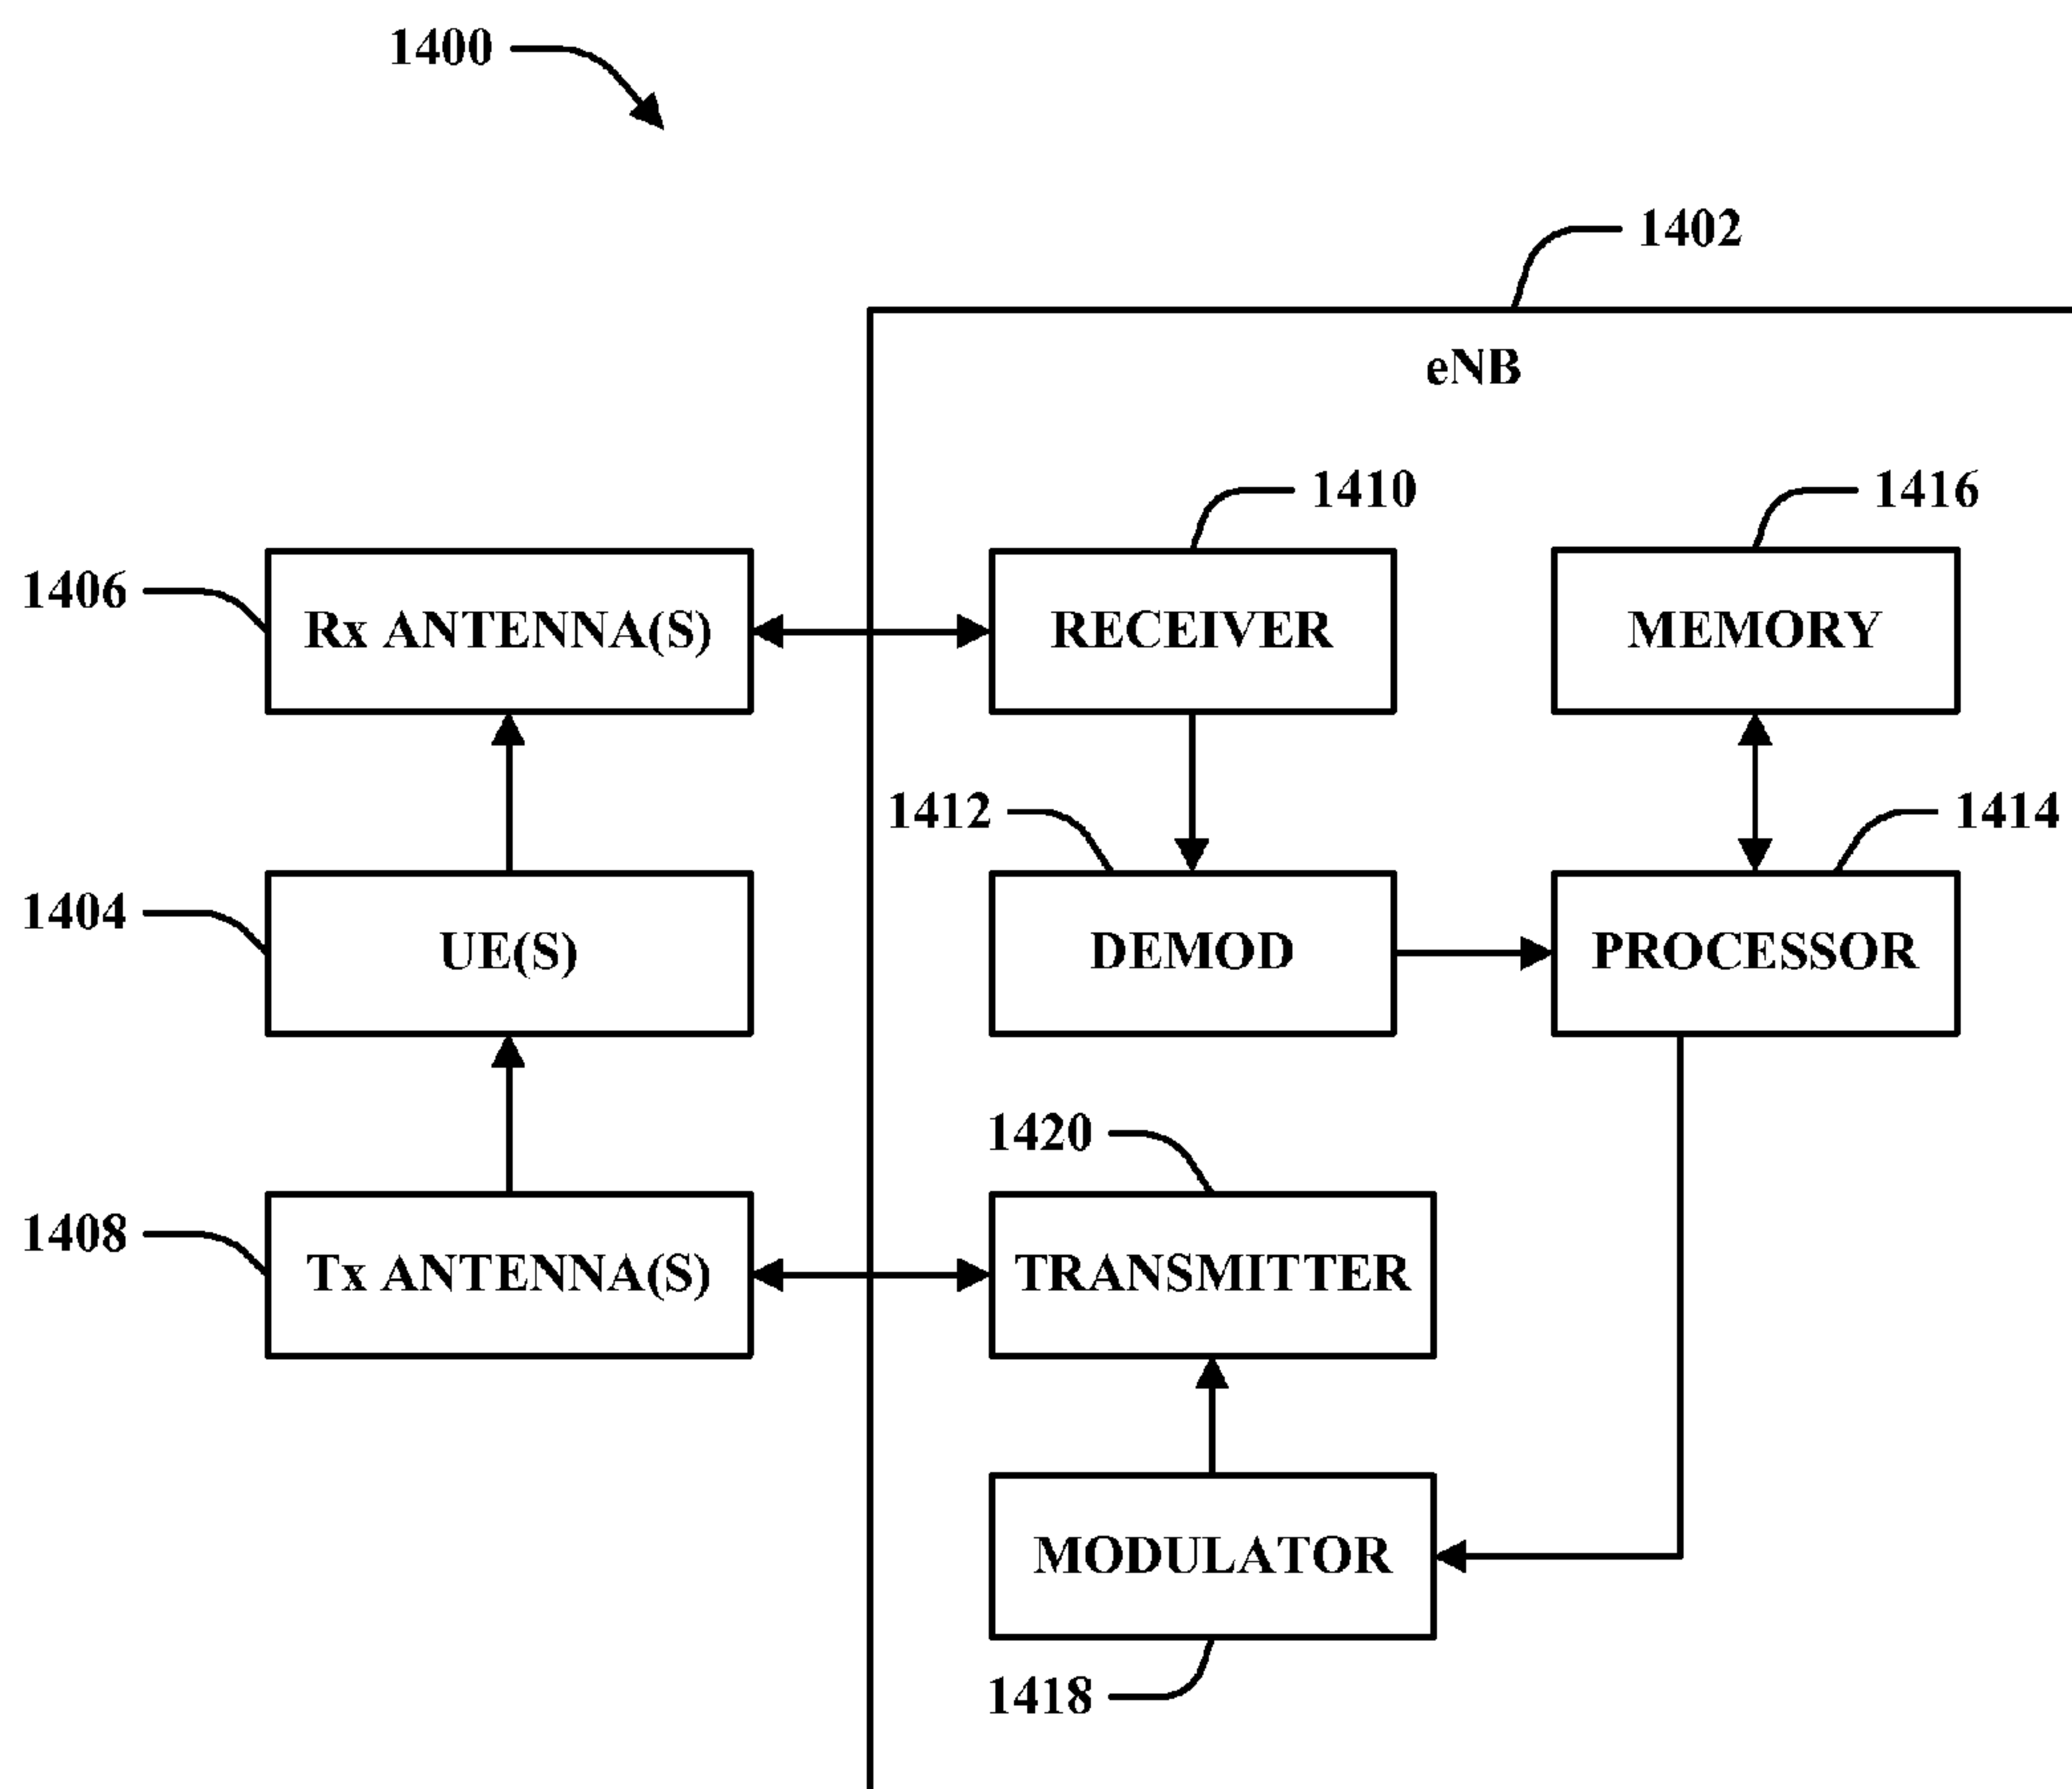 1400
1402
eNB
1410
1416
1406
Rx ANTENNA(S)
RECEIVER
MEMORY
1412
1414
1404
UE(S)
DEMOD
PROCESSOR
1420
1408
Tx ANTENNA(S)
TRANSMITTER
MODULATOR
1418